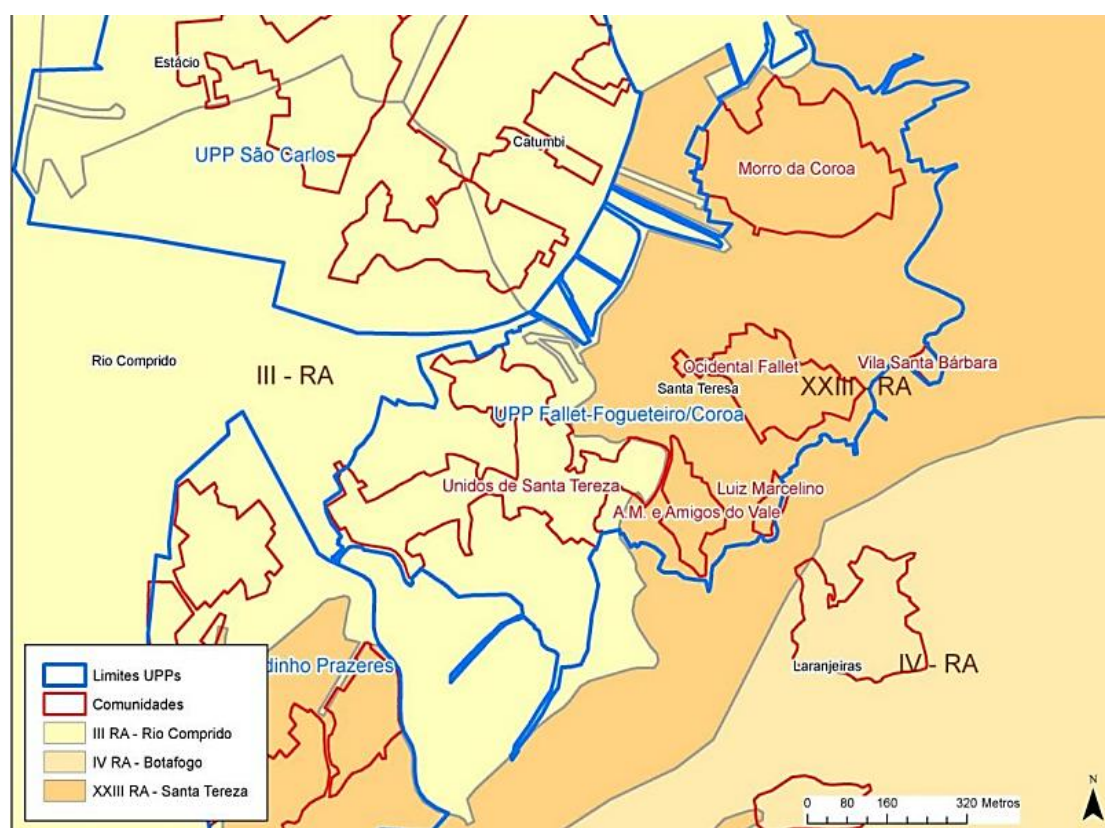 Estácio
Catumbi
UPP São Carlos
Morro da Coroa
Rio Comprido
III - RA
Ocidental Fallet
Vila Santa Bárbara
Santa Teresa
XXIII - RA
UPP Fallet-Fogueteiro/Coroa
Unidos de Santa Tereza
Luiz Marcelino
A.M. e Amigos do Vale
dinho Prazeres
Laranjeiras
IV - RA
Limites UPPs
Comunidades
III RA - Rio Comprido
IV RA - Botafogo
XXIII RA - Santa Tereza
N
0 80 160 320 Metros